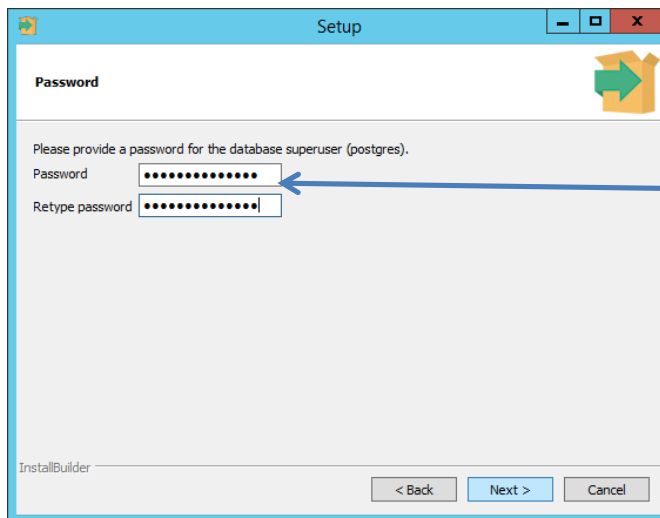 Setup
Password
Please provide a password for the database superuser (postgres).
Password ••••••••••••••
Retype password ••••••••••••••
InstallBuilder
< Back Next > Cancel